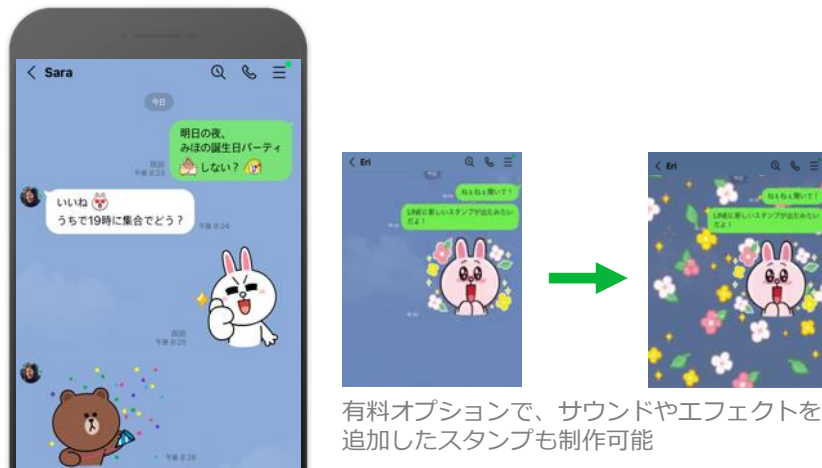 Sara
今日
明日の夜、
みほの誕生日パーティ
しない？
既読
午後 8:23
いいね
うちで19時に集合でどう？
午後 8:24
既読
午後 8:25
午後 8:26
Eri
ねぇねぇ聞いて！
LINEに新しいスタンプが出たみたい
だよ！
Eri
ねぇねぇ聞いて！
LINEに新しいスタンプが出たみたい
だよ！
有料オプションで、サウンドやエフェクトを
追加したスタンプも制作可能